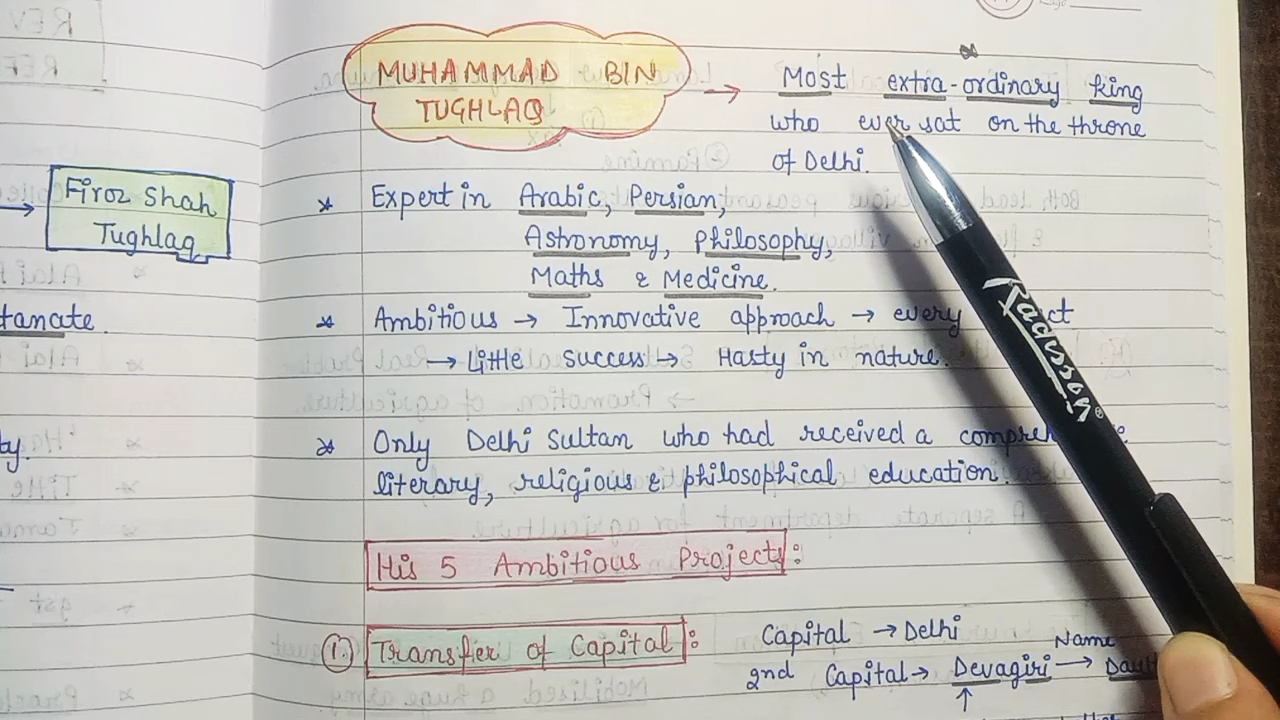 Firoz Shah
Tughlaq
tanate.
ty.
MUHAMMAD BIN
TUGHLAQ
→ Most extra-ordinary king
who ever sat on the throne
of Delhi.
* Expert in Arabic, Persian,
Astronomy, Philosophy,
Maths & Medicine.
* Ambitious → Innovative approach → every
→ Little success → Hasty in nature.
* Only Delhi Sultan who had received a
literary, religious & philosophical education.
His 5 Ambitious Projects:
1. Transfer of Capital:
Capital → Delhi
2nd Capital → Devagiri → Name
Radisson